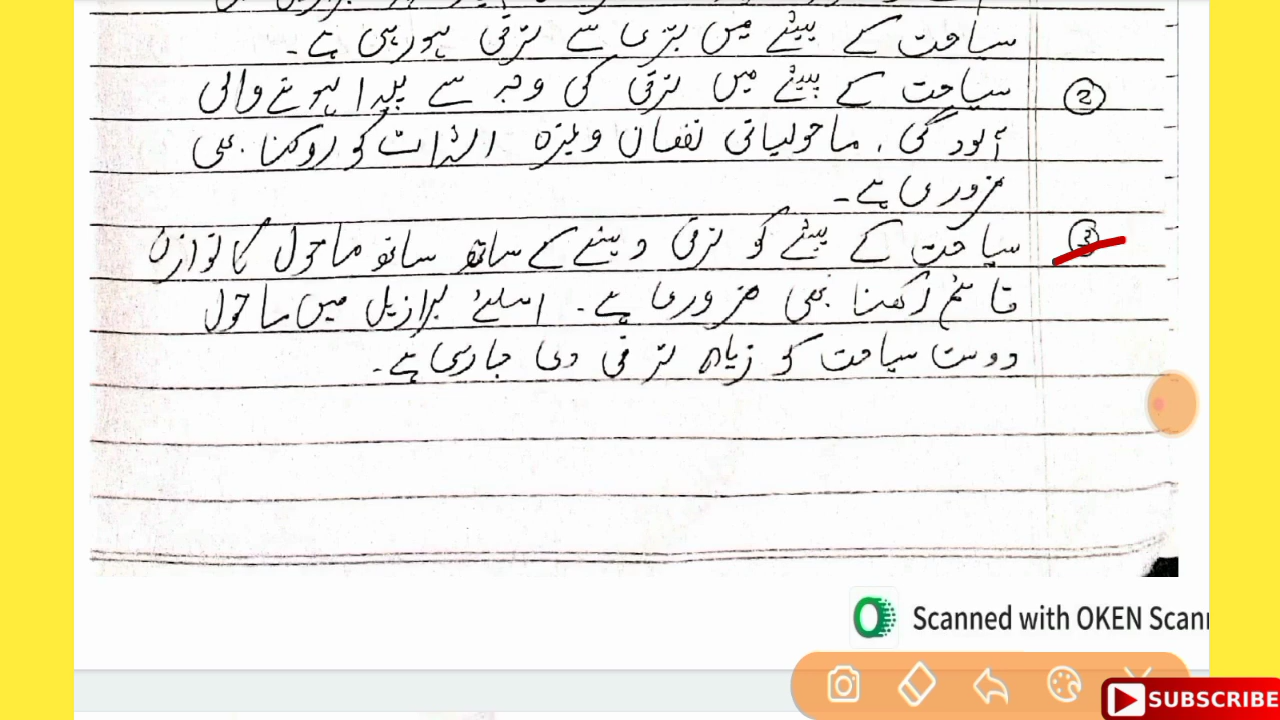 سیاحت کے پیشے میں تیزی سے ترقی ہورہی ہے۔
② سیاحت کے پیشے میں ترقی کی وجہ سے پیدا ہونے والی
آلودگی، ماحولیاتی نقصان وغیرہ اثرات کو روکنا بھی
ضروری ہے۔
③ سیاحت کے پیشے کو ترقی دینے کے ساتھ ساتھ ماحول کا توازن
قائم رکھنا بھی ضروری ہے۔ اسلئے برازیل میں ماحول
دوست سیاحت کو زیادہ ترقی دی جارہی ہے۔
Scanned with OKEN Scan
SUBSCRIBE